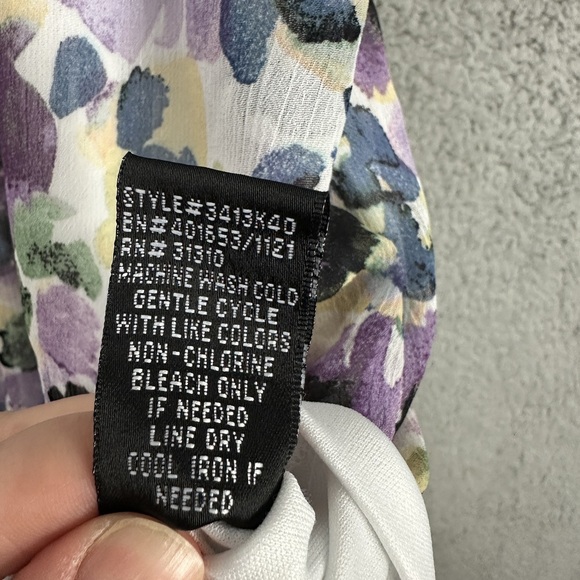 STYLE#3413K40
EN#401653/1121
RN# 31310
MACHINE WASH COLD
GENTLE CYCLE
WITH LIKE COLORS
NON-CHLORINE
BLEACH ONLY
IF NEEDED
LINE DRY
COOL IRON IF
NEEDED